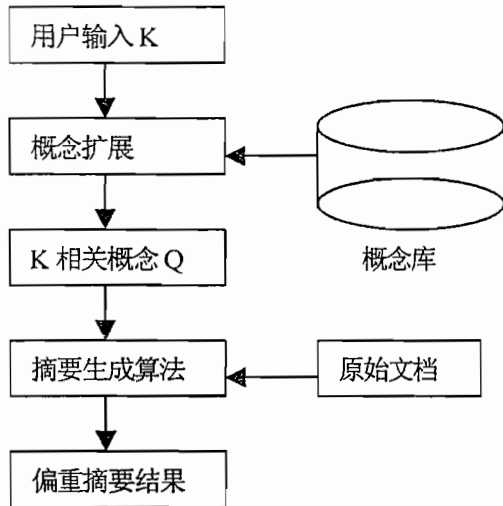 用户输入 K
概念扩展
K 相关概念 Q
概念库
摘要生成算法
原始文档
偏重摘要结果